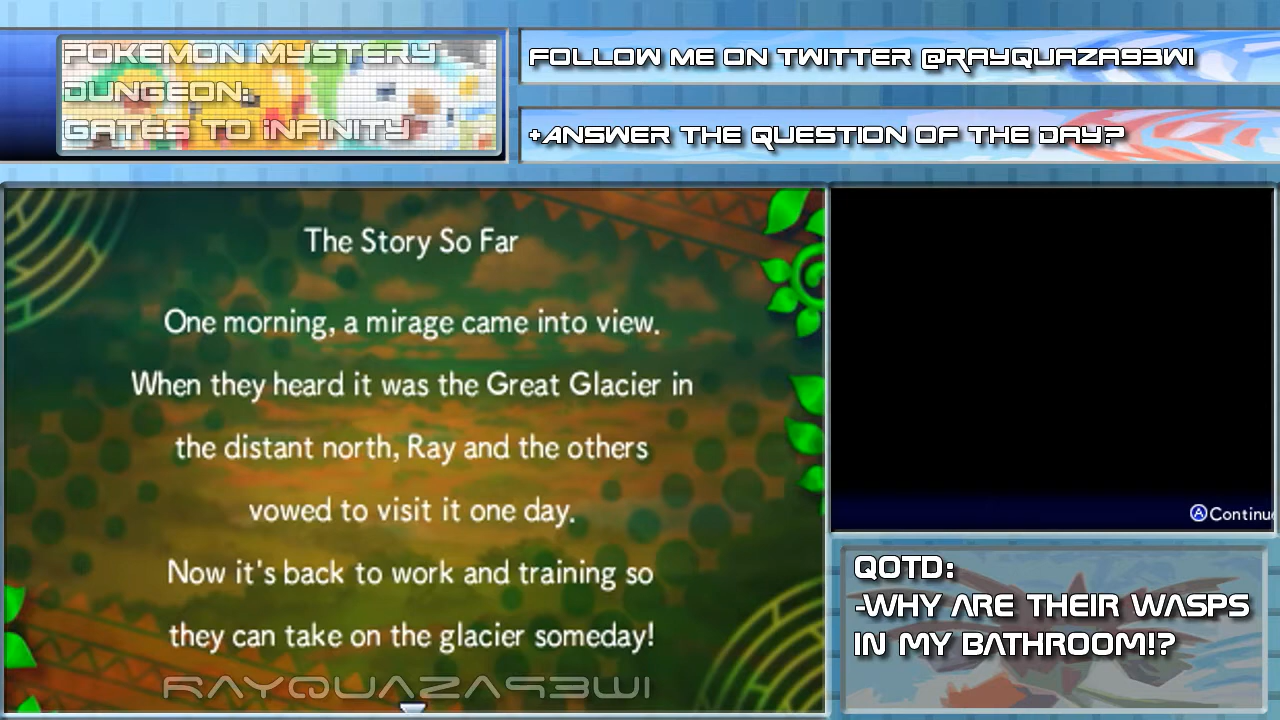 POKEMON MYSTERY
DUNGEON:
GATES TO INFINITY
FOLLOW ME ON TWITTER @RAYQUAZA93WI
+ANSWER THE QUESTION OF THE DAY?
The Story So Far
One morning, a mirage came into view.
When they heard it was the Great Glacier in
the distant north, Ray and the others
vowed to visit it one day.
Now it's back to work and training so
they can take on the glacier someday!
RAYQUAZA93WI
Ⓐ Continu
QOTD:
-WHY ARE THEIR WASPS
IN MY BATHROOM!?